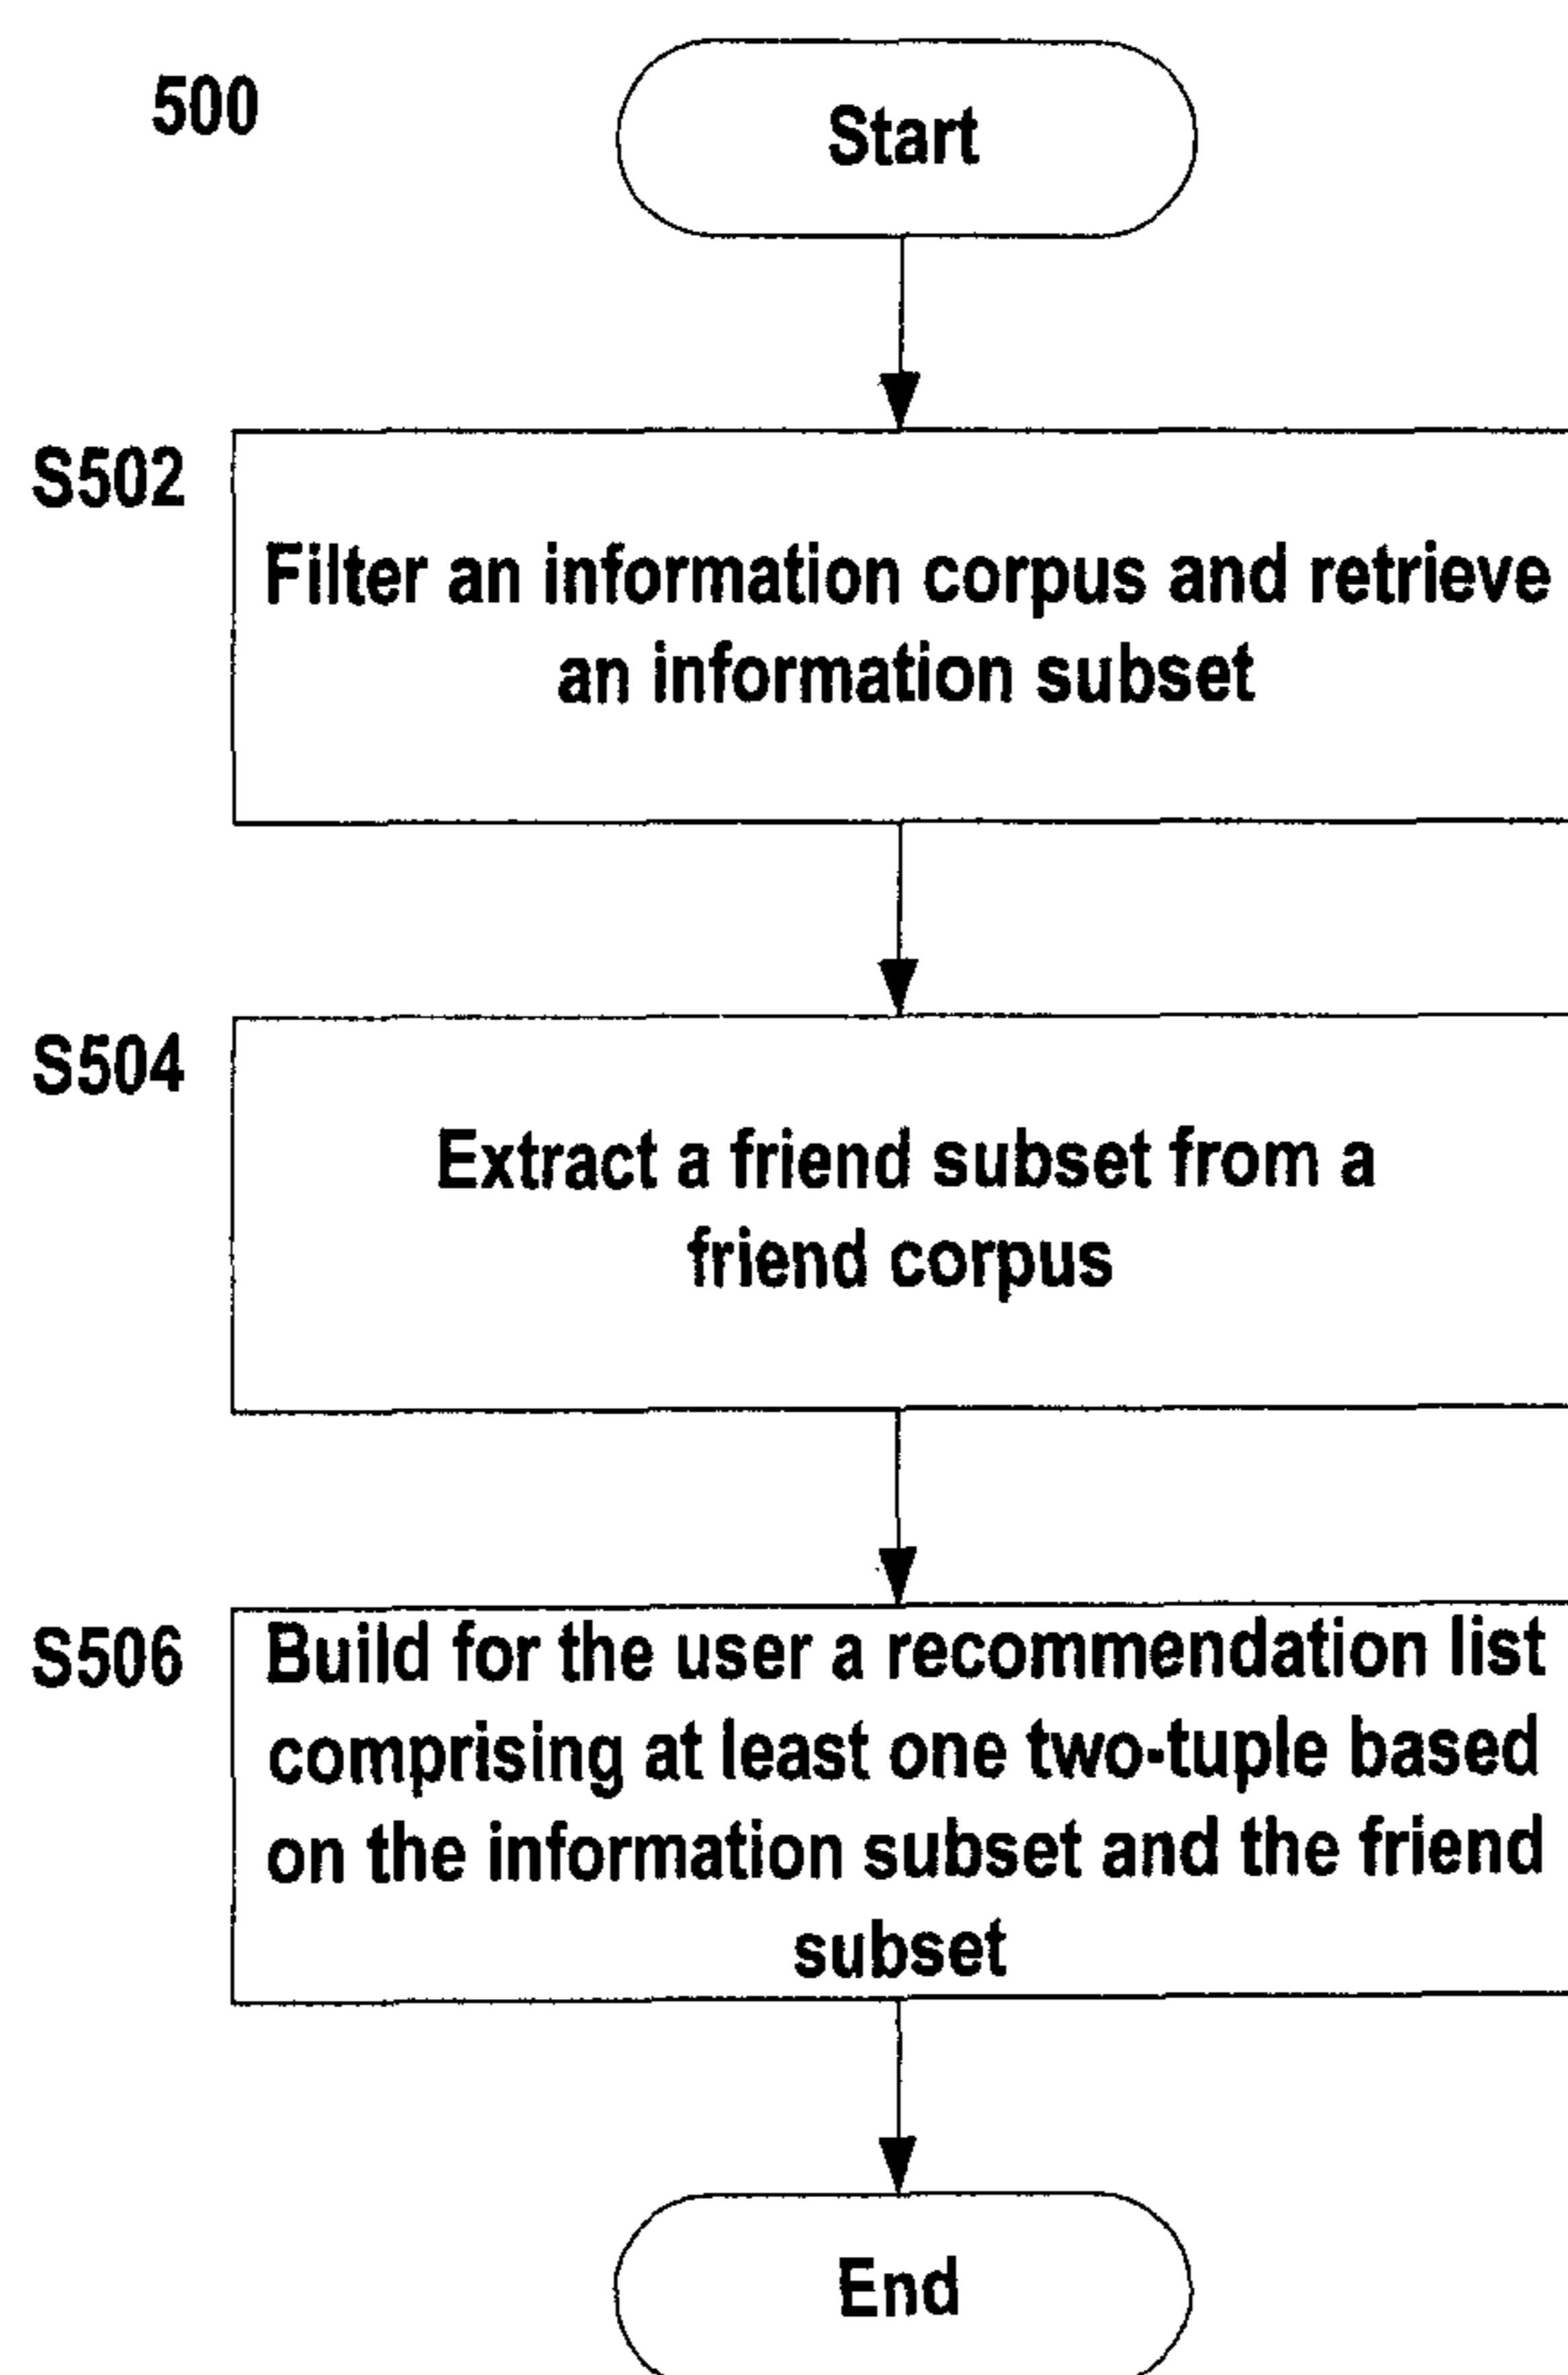 500
Start
S502
Filter an information corpus and retrieve
an information subset
S504
Extract a friend subset from a
friend corpus
S506
Build for the user a recommendation list
comprising at least one two-tuple based
on the information subset and the friend
subset
End